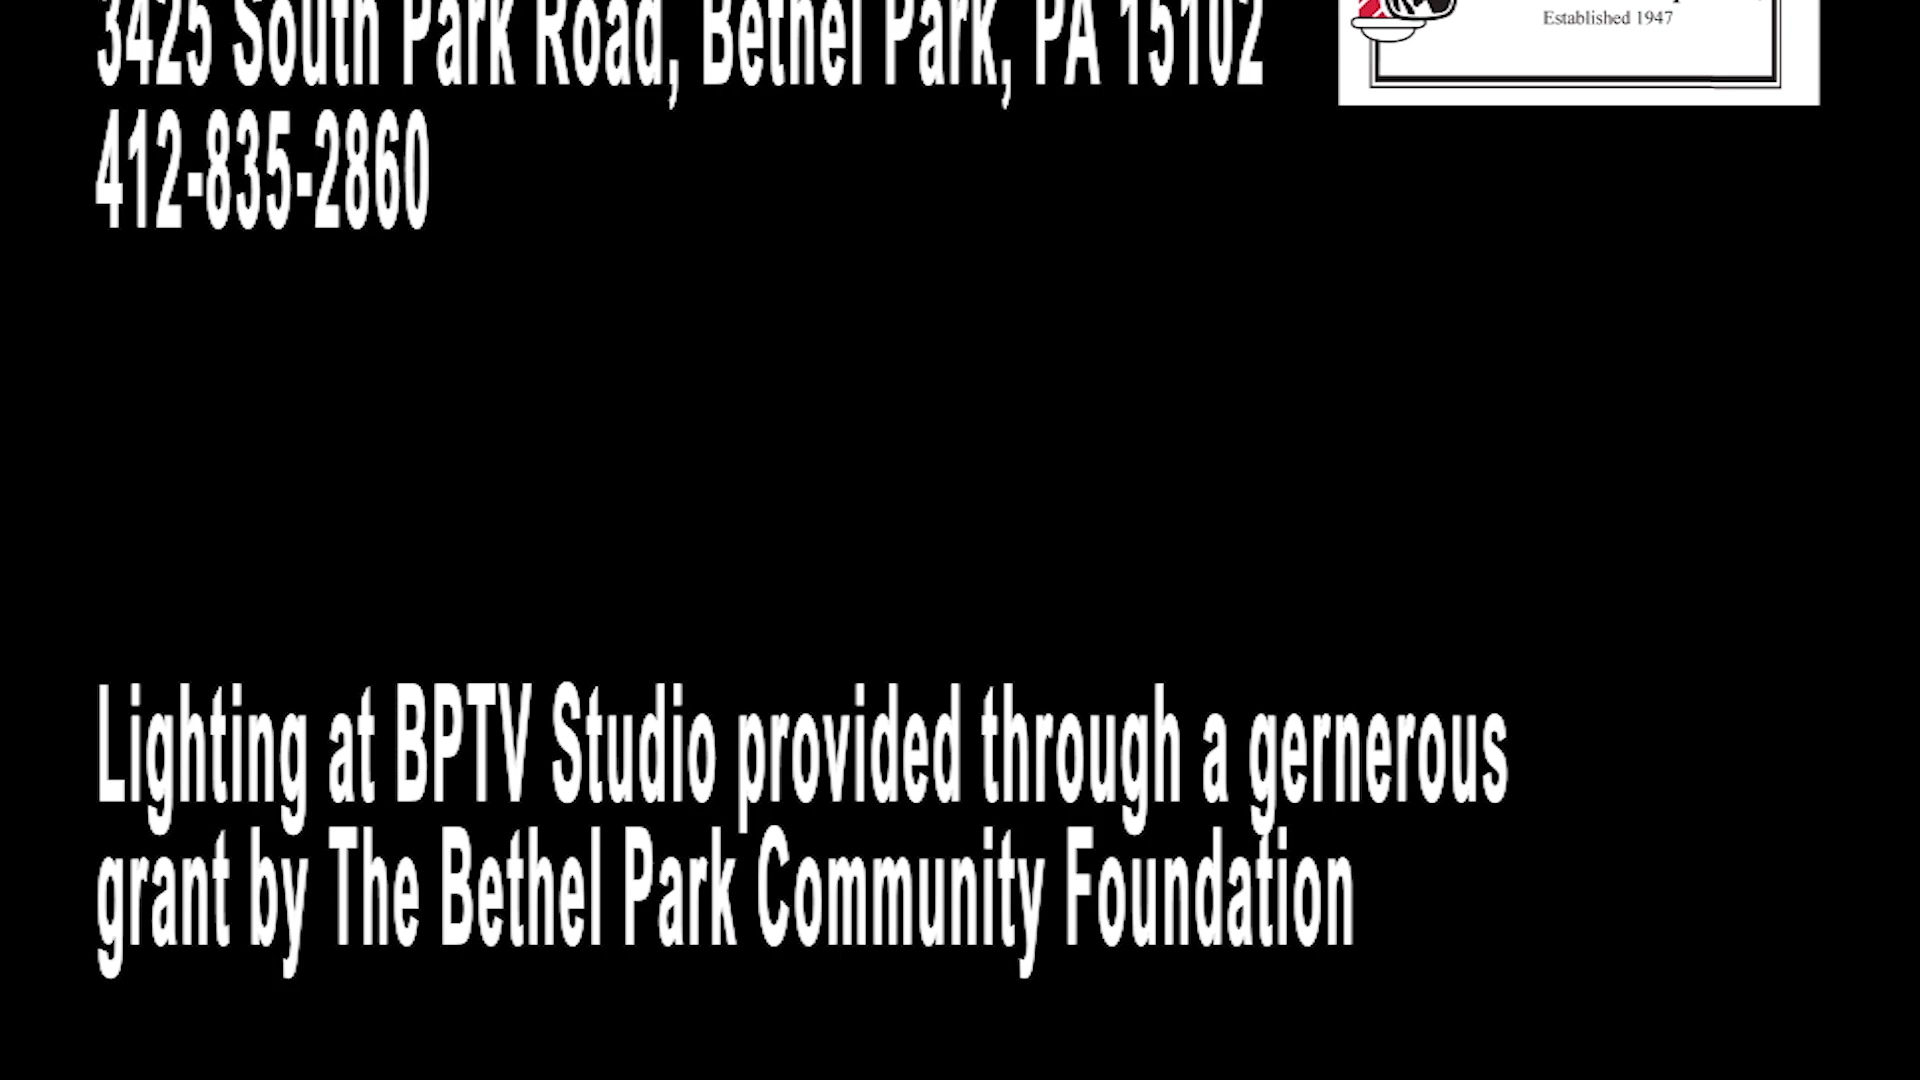 3425 South Park Road, Bethel Park, PA 15102
Established 1947
412-835-2860
Lighting at BPTV Studio provided through a gernerous
grant by The Bethel Park Community Foundation